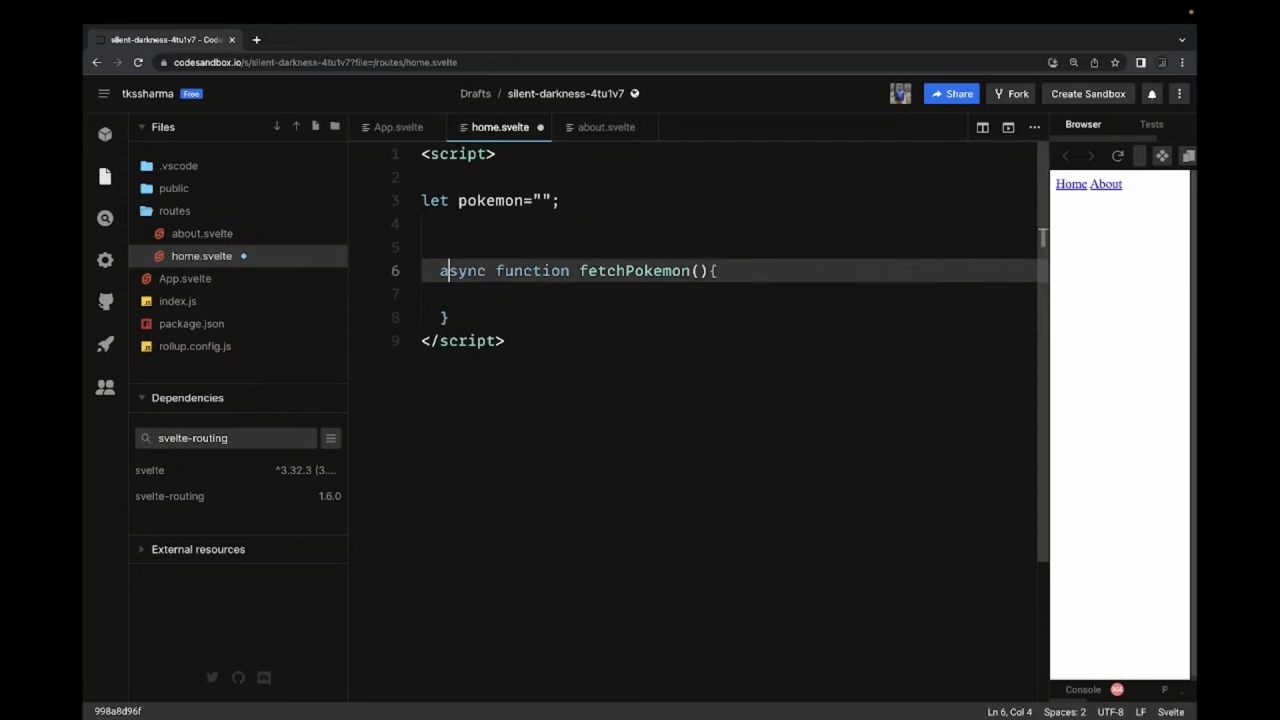 silent-darkness-4tu1v7 - Code
codesandbox.io/s/silent-darkness-4tu1v7?file=/routes/home.svelte
tkssharma Free
Drafts / silent-darkness-4tu1v7
Share
Fork
Create Sandbox
Files
App.svelte
home.svelte
about.svelte
Browser
Tests
.vscode
public
routes
about.svelte
home.svelte
App.svelte
index.js
package.json
rollup.config.js
Dependencies
svelte-routing
svelte ^3.32.3 (3....
svelte-routing 1.6.0
External resources
1 <script>
2
3 let pokemon="";
4
5
6 async function fetchPokemon(){
7
8 }
9 </script>
Home About
Console
P
998a8d96f
Ln 6, Col 4 Spaces: 2 UTF-8 LF Svelte